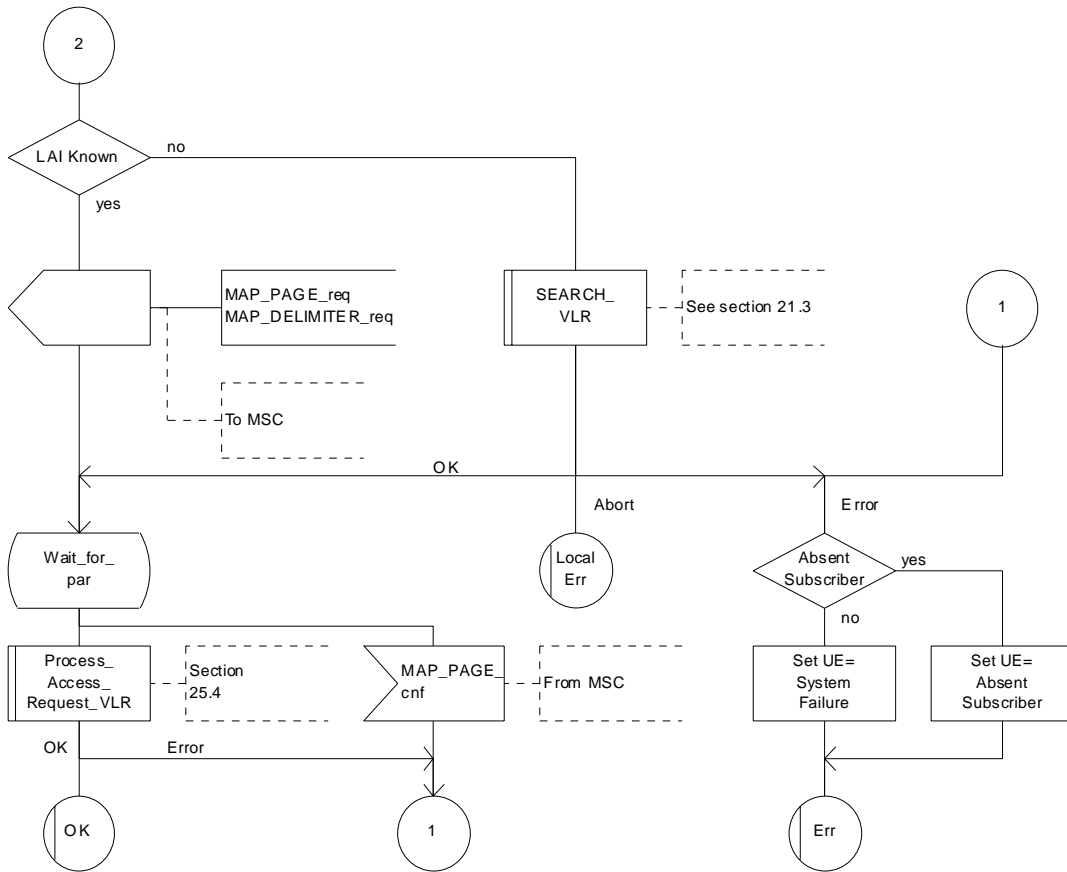 2
LAI Known
no
yes
MAP_PAGE_req
MAP_DELIMITER_req
SEARCH_
VLR
See section 21.3
1
To MSC
OK
Abort
Error
Wait_for_
par
Local
Err
Absent
Subscriber
yes
no
Process_
Access_
Request_VLR
Section
25.4
MAP_PAGE_
cnf
From MSC
Set UE=
System
Failure
Set UE=
Absent
Subscriber
OK
Error
OK
1
Err